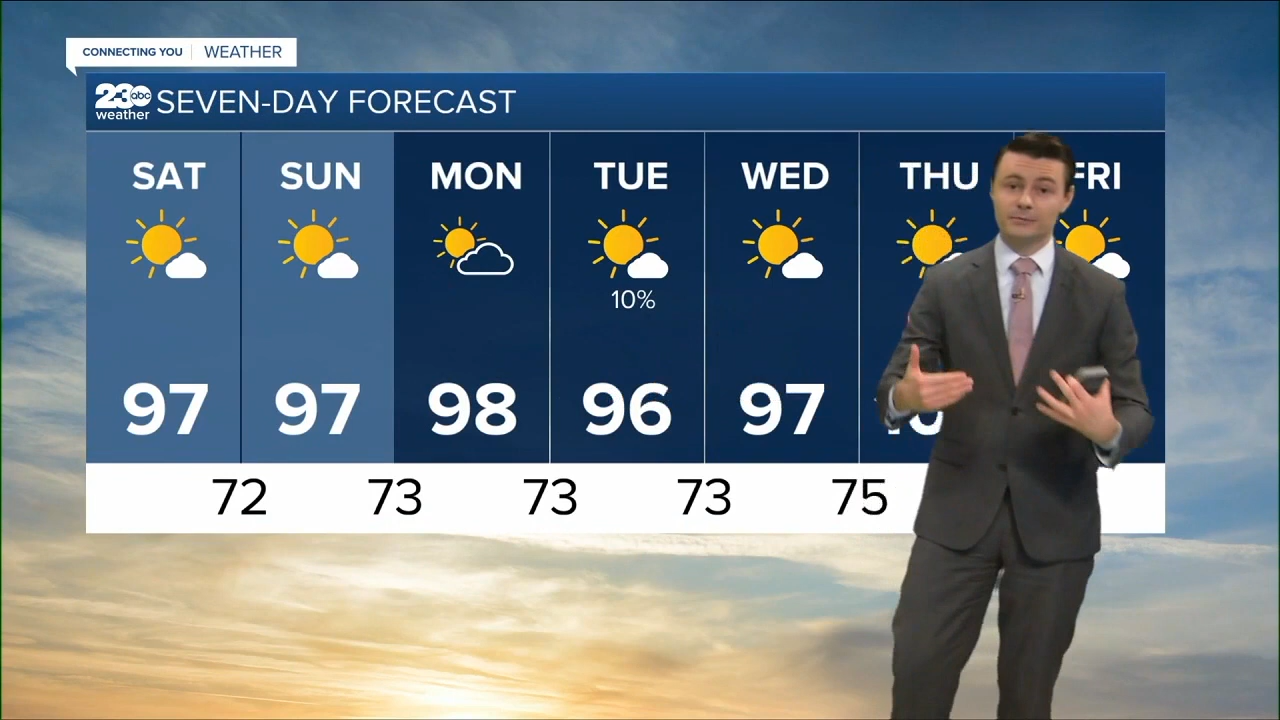 CONNECTING YOU | WEATHER
23 abc
weather
SEVEN-DAY FORECAST
SAT SUN MON TUE WED THU FRI
10%
97 97 98 96 97
72 73 73 73 75